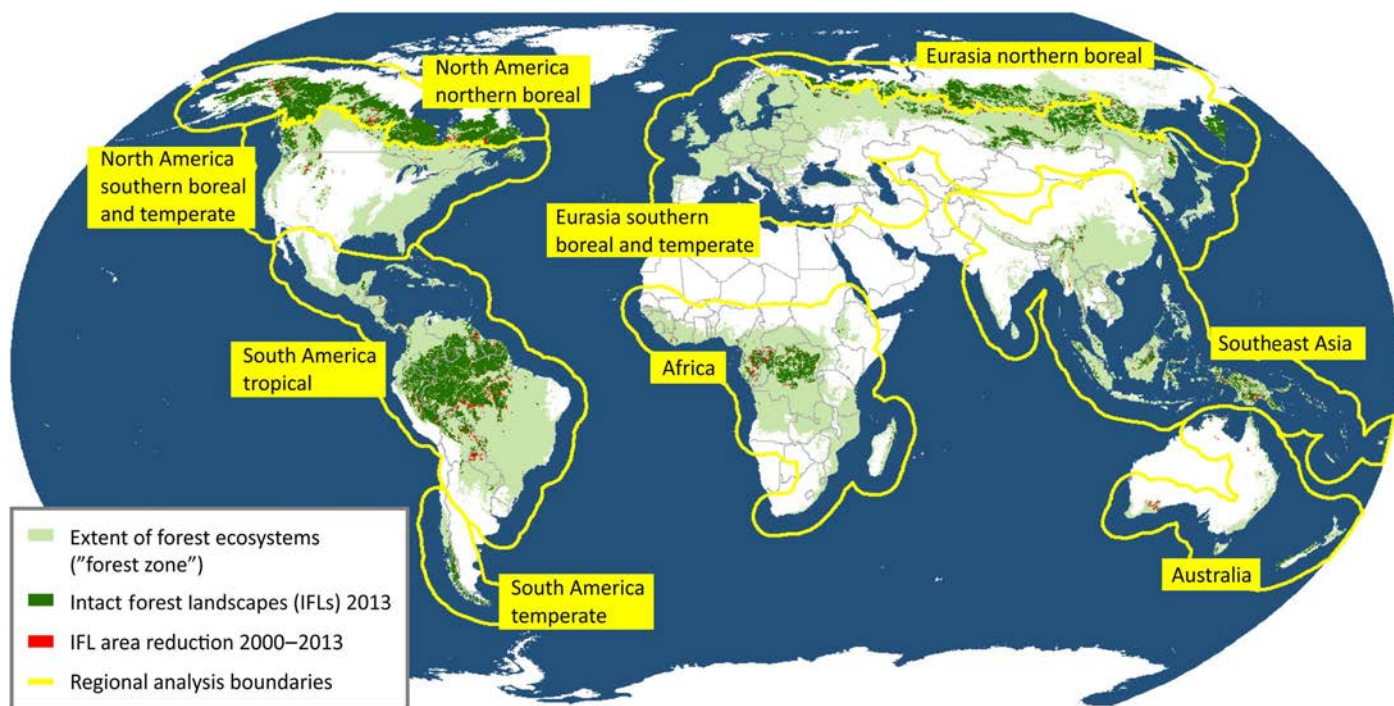 North America
northern boreal
Eurasia northern boreal
North America
southern boreal
and temperate
Eurasia southern
boreal and temperate
South America
tropical
Africa
Southeast Asia
South America
temperate
Australia
Extent of forest ecosystems
("forest zone")
Intact forest landscapes (IFLs) 2013
IFL area reduction 2000–2013
Regional analysis boundaries